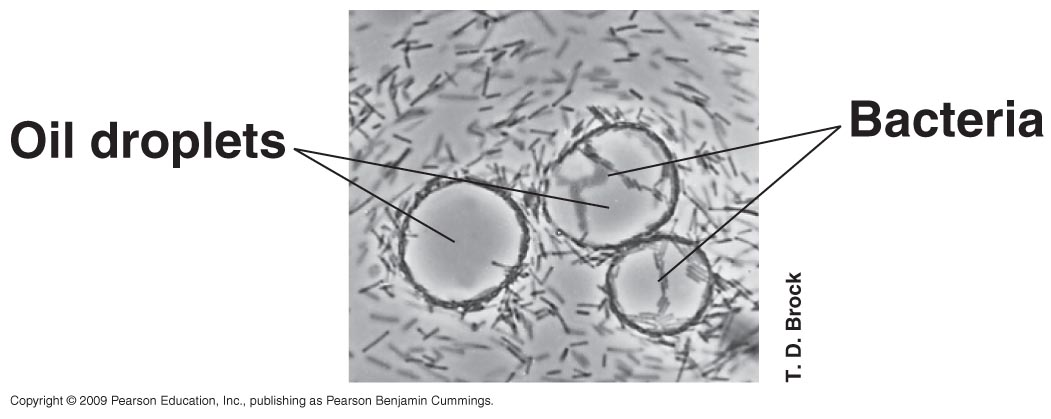 Oil droplets
Bacteria
T. D. Brock
Copyright © 2009 Pearson Education, Inc., publishing as Pearson Benjamin Cummings.